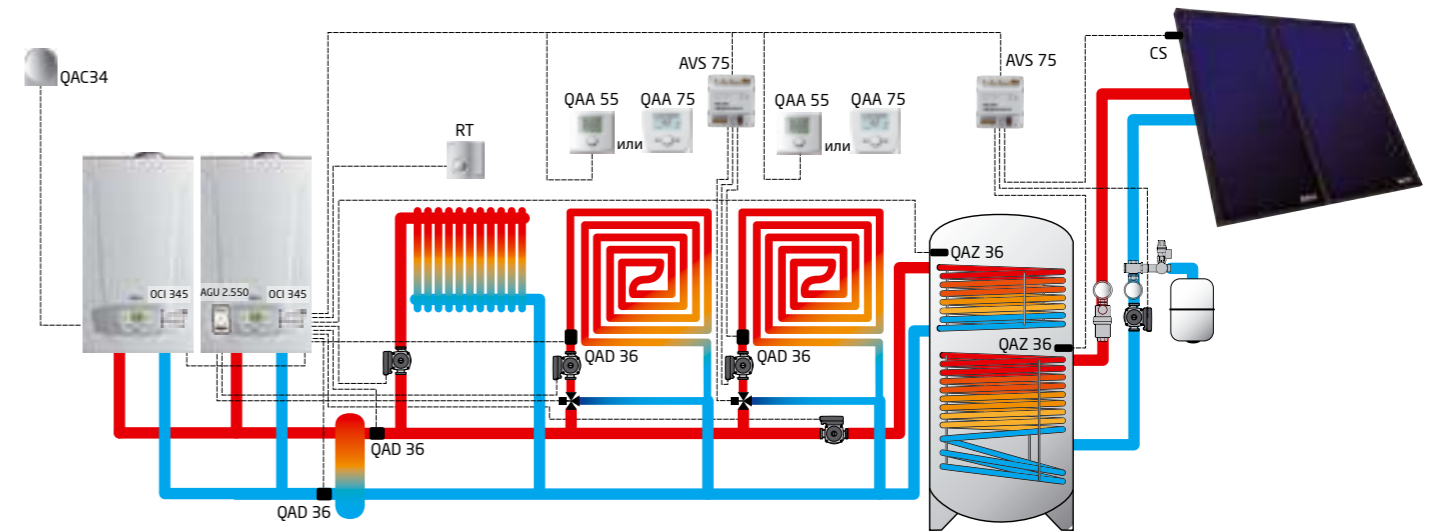 QAC34
AVS 75
AVS 75
CS
QAA 55
QAA 75
или
QAA 55
QAA 75
или
RT
QAZ 36
OCI 345
AGU 2.550
OCI 345
QAD 36
QAD 36
QAZ 36
QAD 36
QAD 36